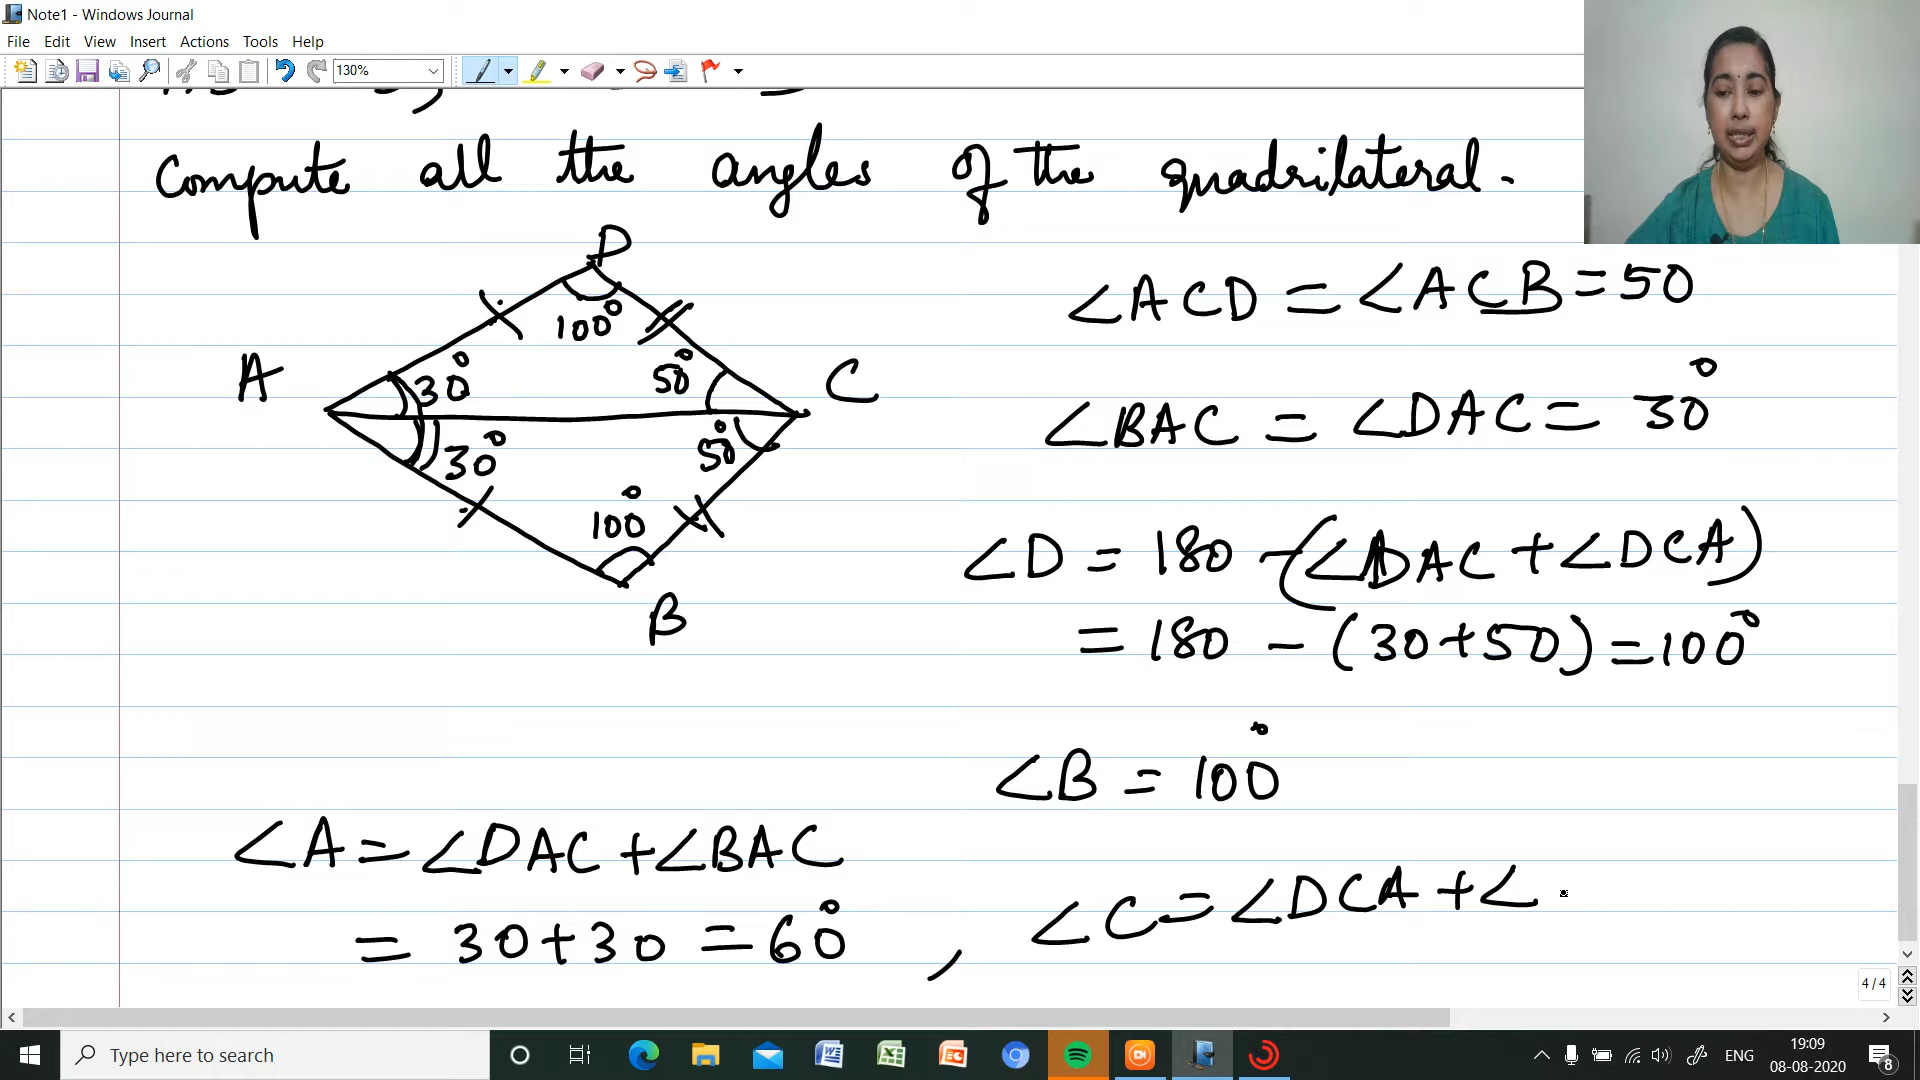 Note1 - Windows Journal
File Edit View Insert Actions Tools Help
130%
Compute all the angles of the quadrilateral.
D
100°
A
30°
50°
C
30°
50°
100°
B
∠ACD = ∠ACB = 50
∠BAC = ∠DAC = 30°
∠D = 180 - (∠DAC + ∠DCA)
= 180 - (30+50) = 100°
∠B = 100°
∠A = ∠DAC + ∠BAC
= 30+30 = 60°,
∠C = ∠DCA + ∠
4 / 4
Type here to search
ENG
19:09
08-08-2020
8